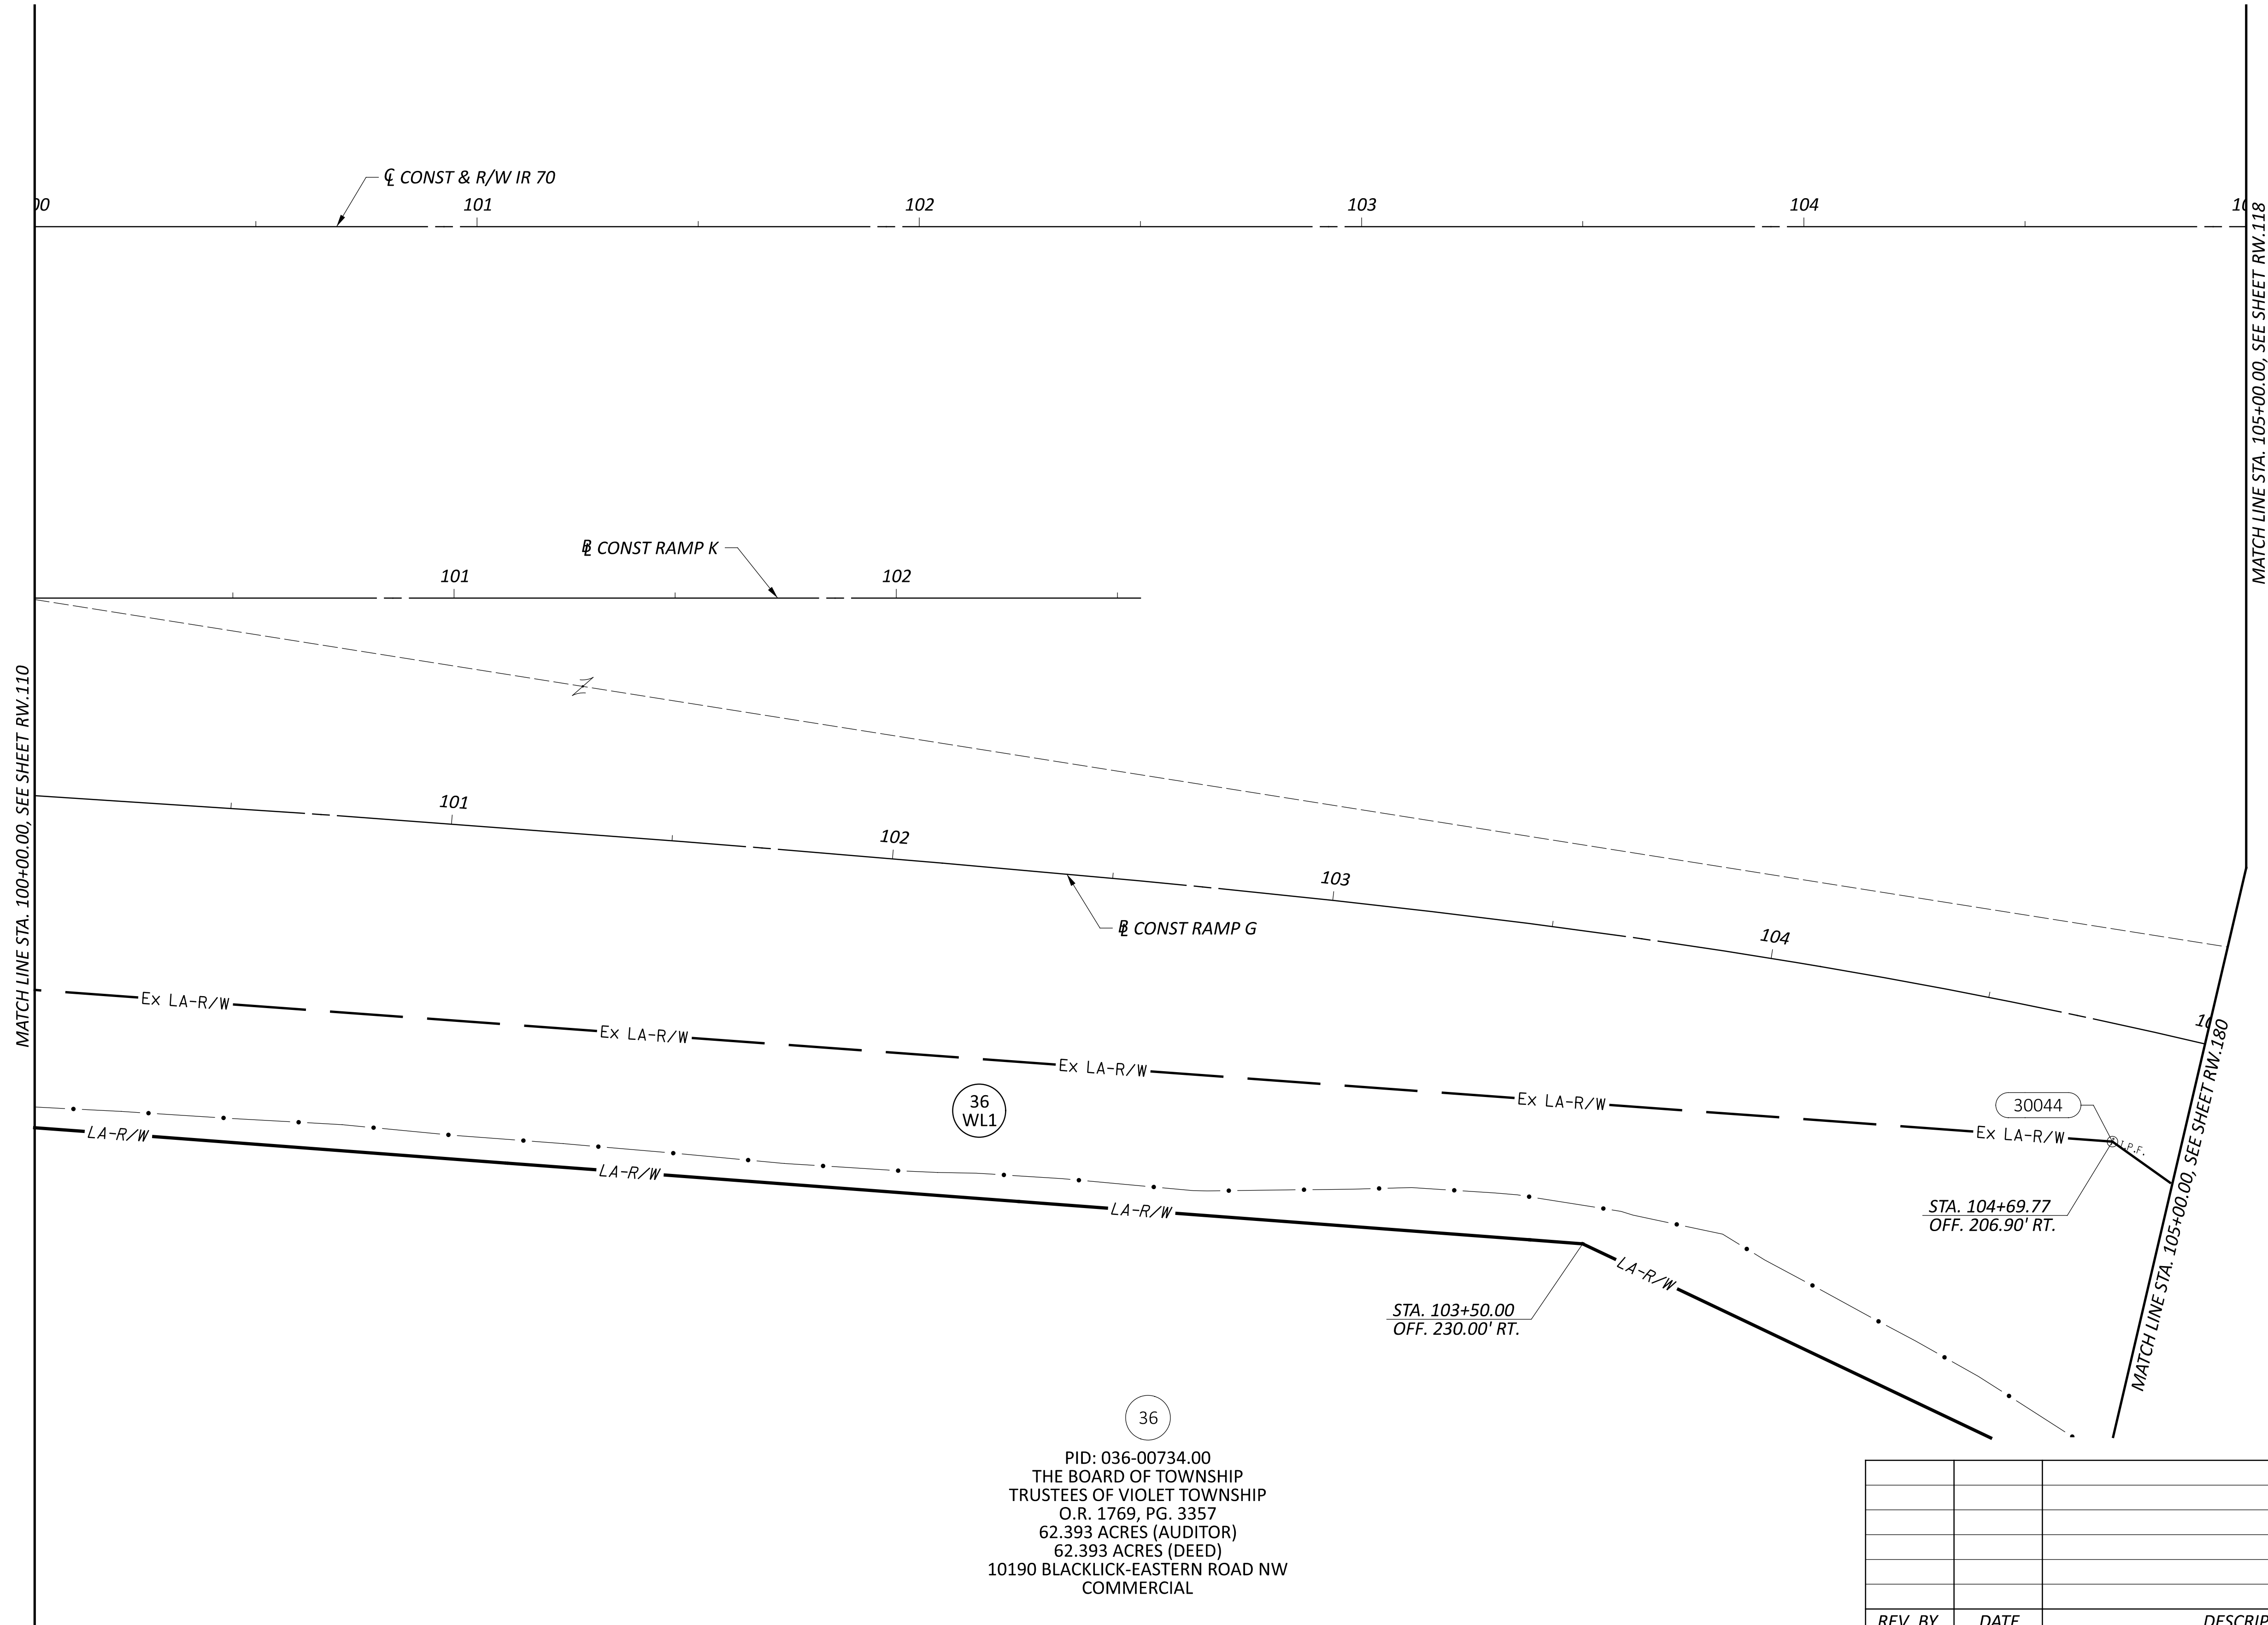 ℄ CONST & R/W IR 70
00
101
102
103
104
MATCH LINE STA. 105+00.00, SEE SHEET RW.118
℄ CONST RAMP K
101
102
MATCH LINE STA. 100+00.00, SEE SHEET RW.110
101
102
103
104
CONST RAMP G
Ex LA-R/W
Ex LA-R/W
Ex LA-R/W
Ex LA-R/W
Ex LA-R/W
30044
I.P.F.
MATCH LINE STA. 105+00.00, SEE SHEET RW.180
36
WL1
LA-R/W
LA-R/W
LA-R/W
LA-R/W
STA. 104+69.77
OFF. 206.90' RT.
STA. 103+50.00
OFF. 230.00' RT.
36
PID: 036-00734.00
THE BOARD OF TOWNSHIP
TRUSTEES OF VIOLET TOWNSHIP
O.R. 1769, PG. 3357
62.393 ACRES (AUDITOR)
62.393 ACRES (DEED)
10190 BLACKLICK-EASTERN ROAD NW
COMMERCIAL
REV. BY
DATE
DESCRIP